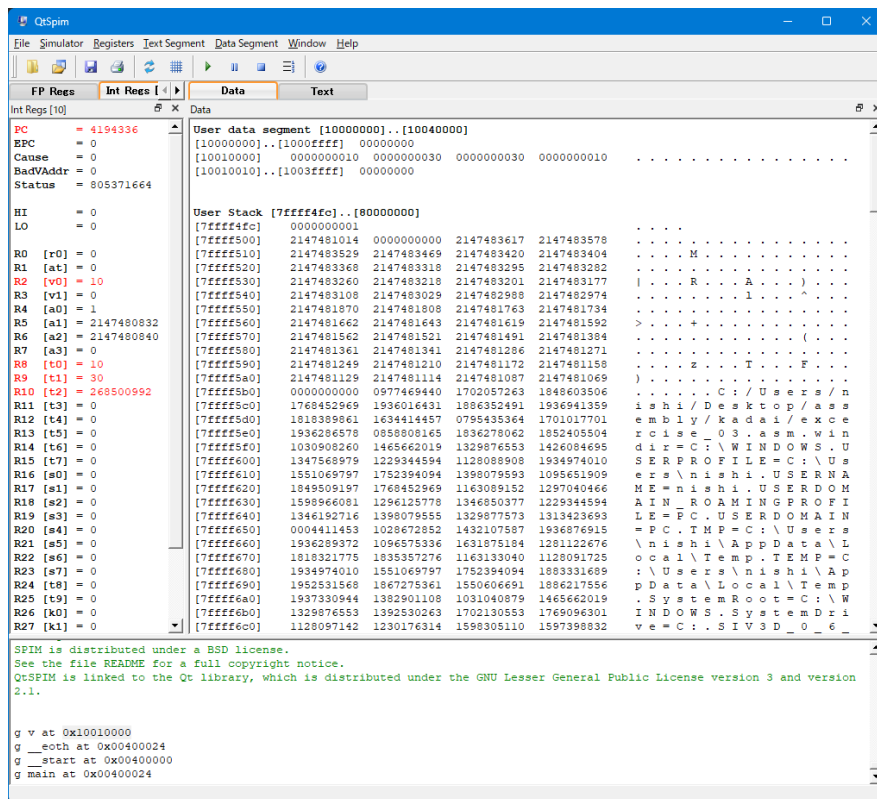 QtSpim
File Simulator Registers Text Segment Data Segment Window Help
FP Regs Int Regs [ Data Text
Int Regs [10]
PC = 4194336
EPC = 0
Cause = 0
BadVAddr = 0
Status = 805371664
HI = 0
LO = 0
R0 [r0] = 0
R1 [at] = 0
R2 [v0] = 10
R3 [v1] = 0
R4 [a0] = 1
R5 [a1] = 2147480832
R6 [a2] = 2147480840
R7 [a3] = 0
R8 [t0] = 10
R9 [t1] = 30
R10 [t2] = 268500992
R11 [t3] = 0
R12 [t4] = 0
R13 [t5] = 0
R14 [t6] = 0
R15 [t7] = 0
R16 [s0] = 0
R17 [s1] = 0
R18 [s2] = 0
R19 [s3] = 0
R20 [s4] = 0
R21 [s5] = 0
R22 [s6] = 0
R23 [s7] = 0
R24 [t8] = 0
R25 [t9] = 0
R26 [k0] = 0
R27 [k1] = 0
Data
User data segment [10000000]..[10040000]
[10000000]..[1000ffff] 00000000
[10010000] 0000000010 0000000030 0000000030 0000000010 . . . . . . . . . . . . . . . .
[10010010]..[1003ffff] 00000000
User Stack [7ffff4fc]..[80000000]
[7ffff4fc] 0000000001 . . . .
[7ffff500] 2147481014 0000000000 2147483617 2147483578 . . . . . . . . . . . . . . . .
[7ffff510] 2147483529 2147483469 2147483420 2147483404 . . . . M . . . . . . . . . . .
[7ffff520] 2147483368 2147483318 2147483295 2147483282 . . . . . . . . . . . . . . . .
[7ffff530] 2147483260 2147483218 2147483201 2147483177 | . . . R . . . A . . . ) . . .
[7ffff540] 2147483108 2147483029 2147482988 2147482974 . . . . . . . . l . . . ^ . . .
[7ffff550] 2147481870 2147481808 2147481763 2147481734 . . . . . . . . . . . . . . . .
[7ffff560] 2147481662 2147481643 2147481619 2147481592 > . . . + . . . . . . . . . . .
[7ffff570] 2147481562 2147481521 2147481491 2147481384 . . . . . . . . . . . . ( . . .
[7ffff580] 2147481361 2147481341 2147481286 2147481271 . . . . . . . . . . . . . . . .
[7ffff590] 2147481249 2147481210 2147481172 2147481158 . . . . z . . . T . . . F . . .
[7ffff5a0] 2147481129 2147481114 2147481087 2147481069 ) . . . . . . . . . . . . . . .
[7ffff5b0] 0000000000 0977469440 1702057263 1848603506 . . . . . . C : / U s e r s / n
[7ffff5c0] 1768452969 1936016431 1886352491 1936941359 i s h i / D e s k t o p / a s s
[7ffff5d0] 1818389861 1634414457 0795435364 1701017701 e m b l y / k a d a i / e x c e
[7ffff5e0] 1936286578 0858808165 1836278062 1852405504 r c i s e _ 0 3 . a s m . w i n
[7ffff5f0] 1030908260 1465662019 1329876553 1426084695 d i r = C : \ W I N D O W S . U
[7ffff600] 1347568979 1229344594 1128088908 1934974010 S E R P R O F I L E = C : \ U s
[7ffff610] 1551069797 1752394094 1398079593 1095651909 e r s \ n i s h i . U S E R N A
[7ffff620] 1849509197 1768452969 1163089152 1297040466 M E = n i s h i . U S E R D O M
[7ffff630] 1598966081 1296125778 1346850377 1229344594 A I N _ R O A M I N G P R O F I
[7ffff640] 1346192716 1398079555 1329877573 1313423693 L E = P C . U S E R D O M A I N
[7ffff650] 0004411453 1028672852 1432107587 1936876915 = P C . T M P = C : \ U s e r s
[7ffff660] 1936289372 1096575336 1631875184 1281122676 \ n i s h i \ A p p D a t a \ L
[7ffff670] 1818321775 1835357276 1163133040 1128091725 o c a l \ T e m p . T E M P = C
[7ffff680] 1934974010 1551069797 1752394094 1883331689 : \ U s e r s \ n i s h i \ A p
[7ffff690] 1952531568 1867275361 1550606691 1886217556 p D a t a \ L o c a l \ T e m p
[7ffff6a0] 1937330944 1382901108 1031040879 1465662019 . S y s t e m R o o t = C : \ W
[7ffff6b0] 1329876553 1392530263 1702130553 1769096301 I N D O W S . S y s t e m D r i
[7ffff6c0] 1128097142 1230176314 1598305110 1597398832 v e = C : . S I V 3 D _ 0 _ 6 _
SPIM is distributed under a BSD license.
See the file README for a full copyright notice.
QtSPIM is linked to the Qt library, which is distributed under the GNU Lesser General Public License version 3 and version
2.1.
g v at 0x10010000
g __eoth at 0x00400024
g __start at 0x00400000
g main at 0x00400024